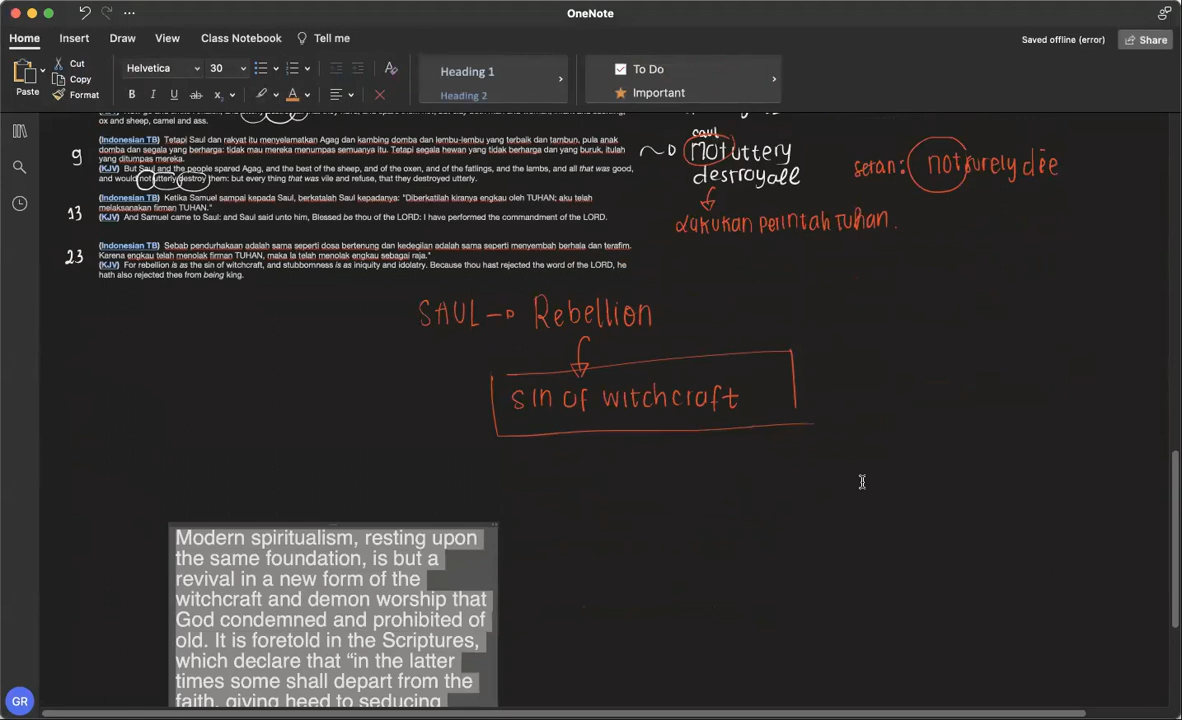 OneNote
Home Insert Draw View Class Notebook Tell me
Saved offline (error) Share
Paste
Cut
Copy
Format
Helvetica 30
Heading 1
Heading 2
To Do
Important
ox and sheep, camel and ass.
9
(Indonesian TB) Tetapi Saul dan rakyat itu menyelamatkan Agag dan kambing domba dan lembu-lembu yang terbaik dan tambun, pula anak
domba dan segala yang berharga: tidak mau mereka menumpas semuanya itu. Tetapi segala hewan yang tidak berharga dan yang buruk, itulah
yang ditumpas mereka.
(KJV) But Saul and the people spared Agag, and the best of the sheep, and of the oxen, and of the fatlings, and the lambs, and all that was good,
and would not utterly destroy them: but every thing that was vile and refuse, that they destroyed utterly.
13
(Indonesian TB) Ketika Samuel sampai kepada Saul, berkatalah Saul kepadanya: "Diberkatilah kiranya engkau oleh TUHAN; aku telah
melaksanakan firman TUHAN."
(KJV) And Samuel came to Saul: and Saul said unto him, Blessed be thou of the LORD: I have performed the commandment of the LORD.
23
(Indonesian TB) Sebab pendurhakaan adalah sama seperti dosa bertenung dan kedegilan adalah sama seperti menyembah berhala dan terafim.
Karena engkau telah menolak firman TUHAN, maka Ia telah menolak engkau sebagai raja."
(KJV) For rebellion is as the sin of witchcraft, and stubbornness is as iniquity and idolatry. Because thou hast rejected the word of the LORD, he
hath also rejected thee from being king.
saul
not uttery
destroy all
Lakukan perintah Tuhan.
setan: not surely die
SAUL Rebellion
sin of witchcraft
Modern spiritualism, resting upon
the same foundation, is but a
revival in a new form of the
witchcraft and demon worship that
God condemned and prohibited of
old. It is foretold in the Scriptures,
which declare that “in the latter
times some shall depart from the
faith, giving heed to seducing
GR